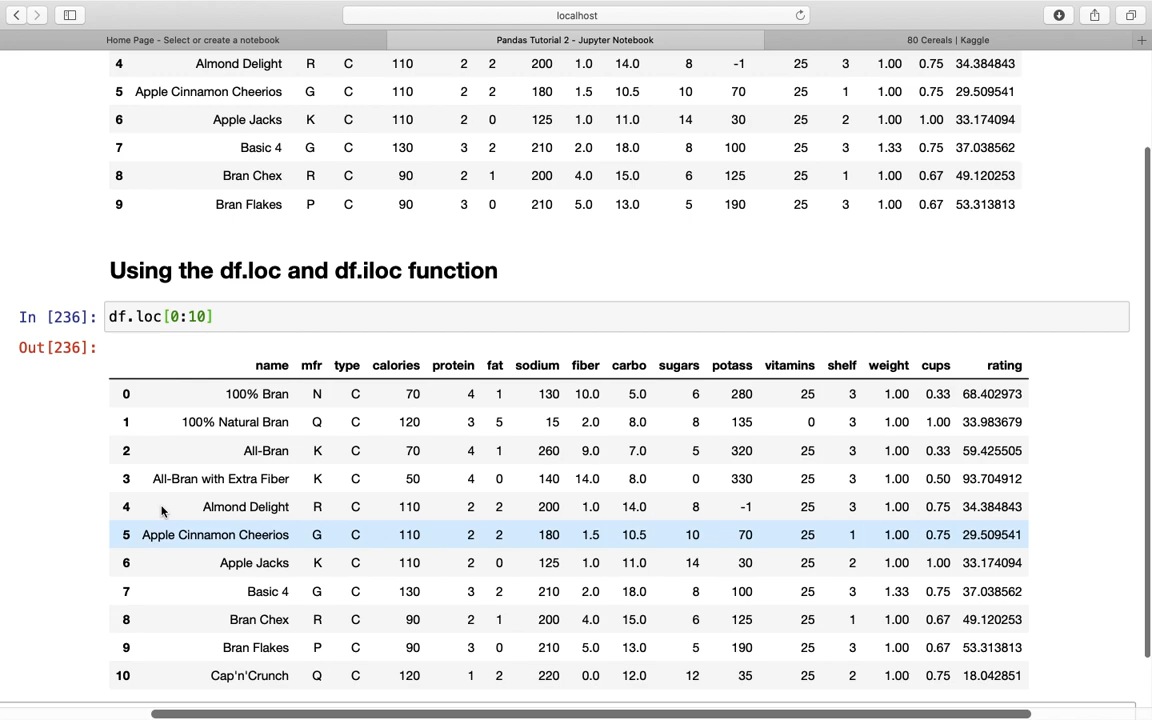 localhost
Home Page - Select or create a notebook Pandas Tutorial 2 - Jupyter Notebook 80 Cereals | Kaggle
4 Almond Delight R C 110 2 2 200 1.0 14.0 8 -1 25 3 1.00 0.75 34.384843
5 Apple Cinnamon Cheerios G C 110 2 2 180 1.5 10.5 10 70 25 1 1.00 0.75 29.509541
6 Apple Jacks K C 110 2 0 125 1.0 11.0 14 30 25 2 1.00 1.00 33.174094
7 Basic 4 G C 130 3 2 210 2.0 18.0 8 100 25 3 1.33 0.75 37.038562
8 Bran Chex R C 90 2 1 200 4.0 15.0 6 125 25 1 1.00 0.67 49.120253
9 Bran Flakes P C 90 3 0 210 5.0 13.0 5 190 25 3 1.00 0.67 53.313813
Using the df.loc and df.iloc function
In [236]: df.loc[0:10]
Out[236]:
name mfr type calories protein fat sodium fiber carbo sugars potass vitamins shelf weight cups rating
0 100% Bran N C 70 4 1 130 10.0 5.0 6 280 25 3 1.00 0.33 68.402973
1 100% Natural Bran Q C 120 3 5 15 2.0 8.0 8 135 0 3 1.00 1.00 33.983679
2 All-Bran K C 70 4 1 260 9.0 7.0 5 320 25 3 1.00 0.33 59.425505
3 All-Bran with Extra Fiber K C 50 4 0 140 14.0 8.0 0 330 25 3 1.00 0.50 93.704912
4 Almond Delight R C 110 2 2 200 1.0 14.0 8 -1 25 3 1.00 0.75 34.384843
5 Apple Cinnamon Cheerios G C 110 2 2 180 1.5 10.5 10 70 25 1 1.00 0.75 29.509541
6 Apple Jacks K C 110 2 0 125 1.0 11.0 14 30 25 2 1.00 1.00 33.174094
7 Basic 4 G C 130 3 2 210 2.0 18.0 8 100 25 3 1.33 0.75 37.038562
8 Bran Chex R C 90 2 1 200 4.0 15.0 6 125 25 1 1.00 0.67 49.120253
9 Bran Flakes P C 90 3 0 210 5.0 13.0 5 190 25 3 1.00 0.67 53.313813
10 Cap'n'Crunch Q C 120 1 2 220 0.0 12.0 12 35 25 2 1.00 0.75 18.042851